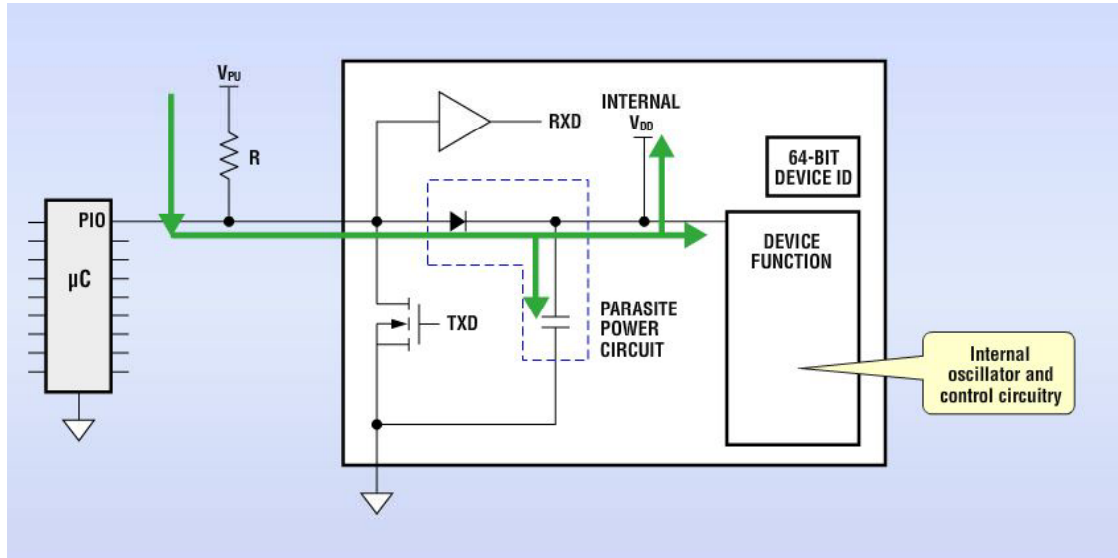 VPU
R
PIO
µC
RXD
TXD
INTERNAL
VDD
PARASITE
POWER
CIRCUIT
64-BIT
DEVICE ID
DEVICE
FUNCTION
Internal
oscillator and
control circuitry